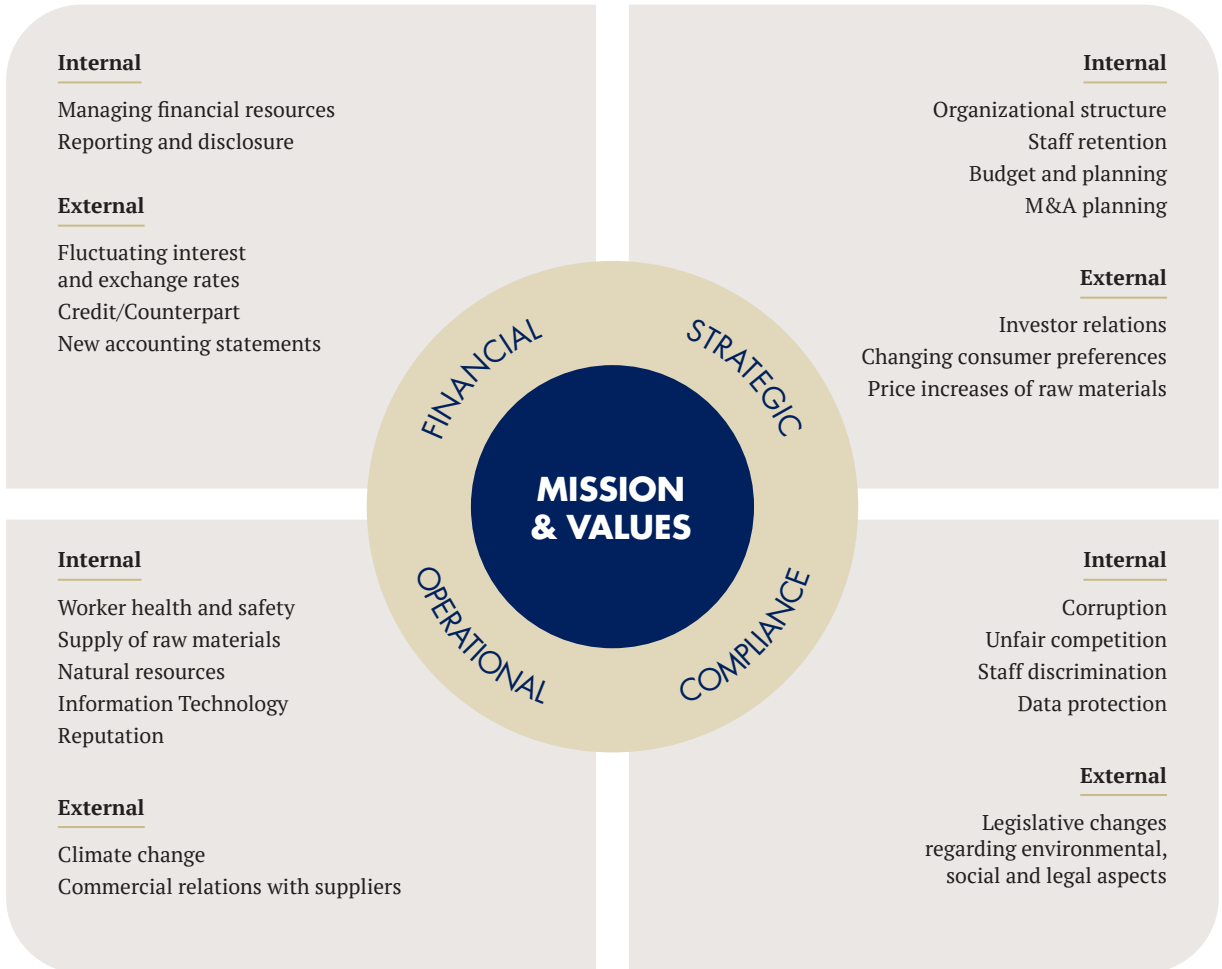 Internal
Managing financial resources
Reporting and disclosure
External
Fluctuating interest
and exchange rates
Credit/Counterpart
New accounting statements
Internal
Organizational structure
Staff retention
Budget and planning
M&A planning
External
Investor relations
Changing consumer preferences
Price increases of raw materials
FINANCIAL
STRATEGIC
MISSION
& VALUES
OPERATIONAL
COMPLIANCE
Internal
Worker health and safety
Supply of raw materials
Natural resources
Information Technology
Reputation
External
Climate change
Commercial relations with suppliers
Internal
Corruption
Unfair competition
Staff discrimination
Data protection
External
Legislative changes
regarding environmental,
social and legal aspects